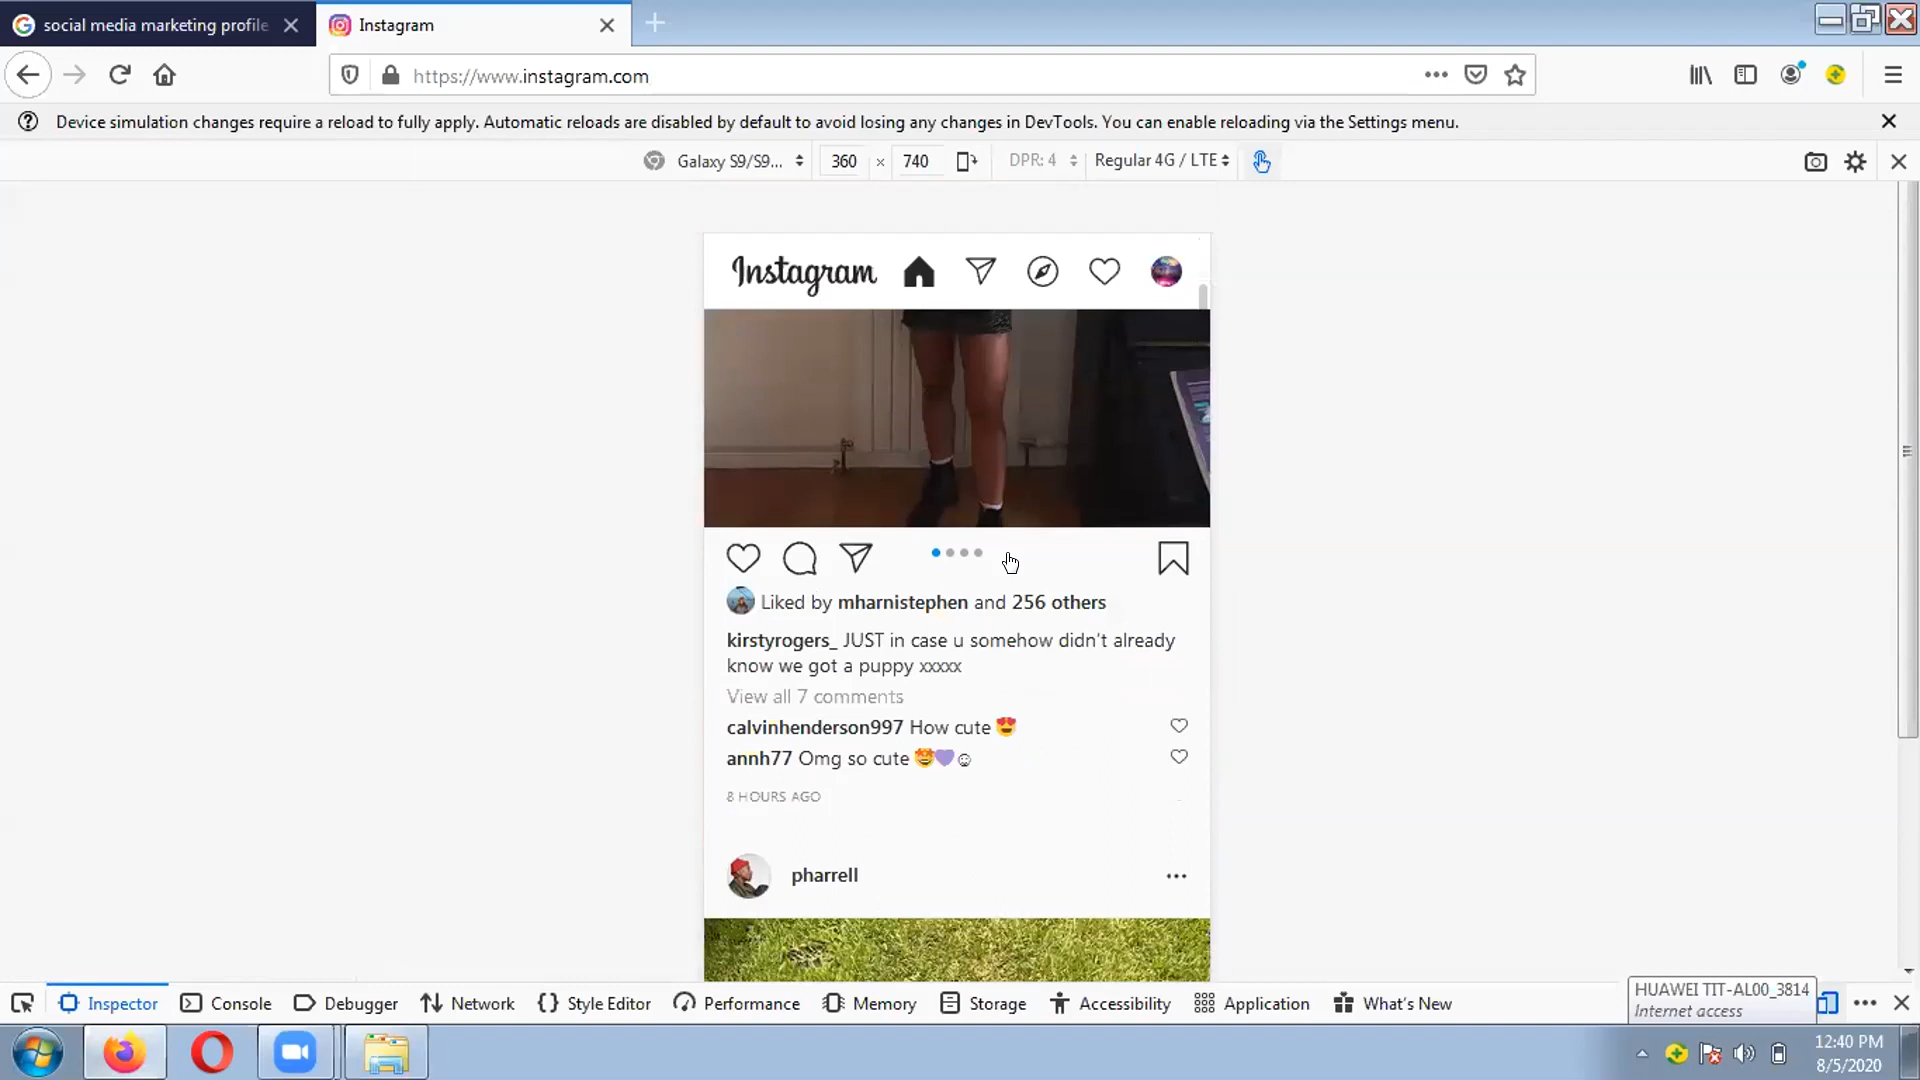 social media marketing profile
Instagram
https://www.instagram.com
Device simulation changes require a reload to fully apply. Automatic reloads are disabled by default to avoid losing any changes in DevTools. You can enable reloading via the Settings menu.
Galaxy S9/S9... 360 × 740 DPR: 4 Regular 4G / LTE
Instagram
Liked by mharnistephen and 256 others
kirstyrogers_ JUST in case u somehow didn't already
know we got a puppy xxxxx
View all 7 comments
calvinhenderson997 How cute 😍
annh77 Omg so cute 🤩💜☺
8 HOURS AGO
pharrell
HUAWEI TIT-AL00_3814
Internet access
Inspector Console Debugger Network Style Editor Performance Memory Storage Accessibility Application What's New
12:40 PM
8/5/2020